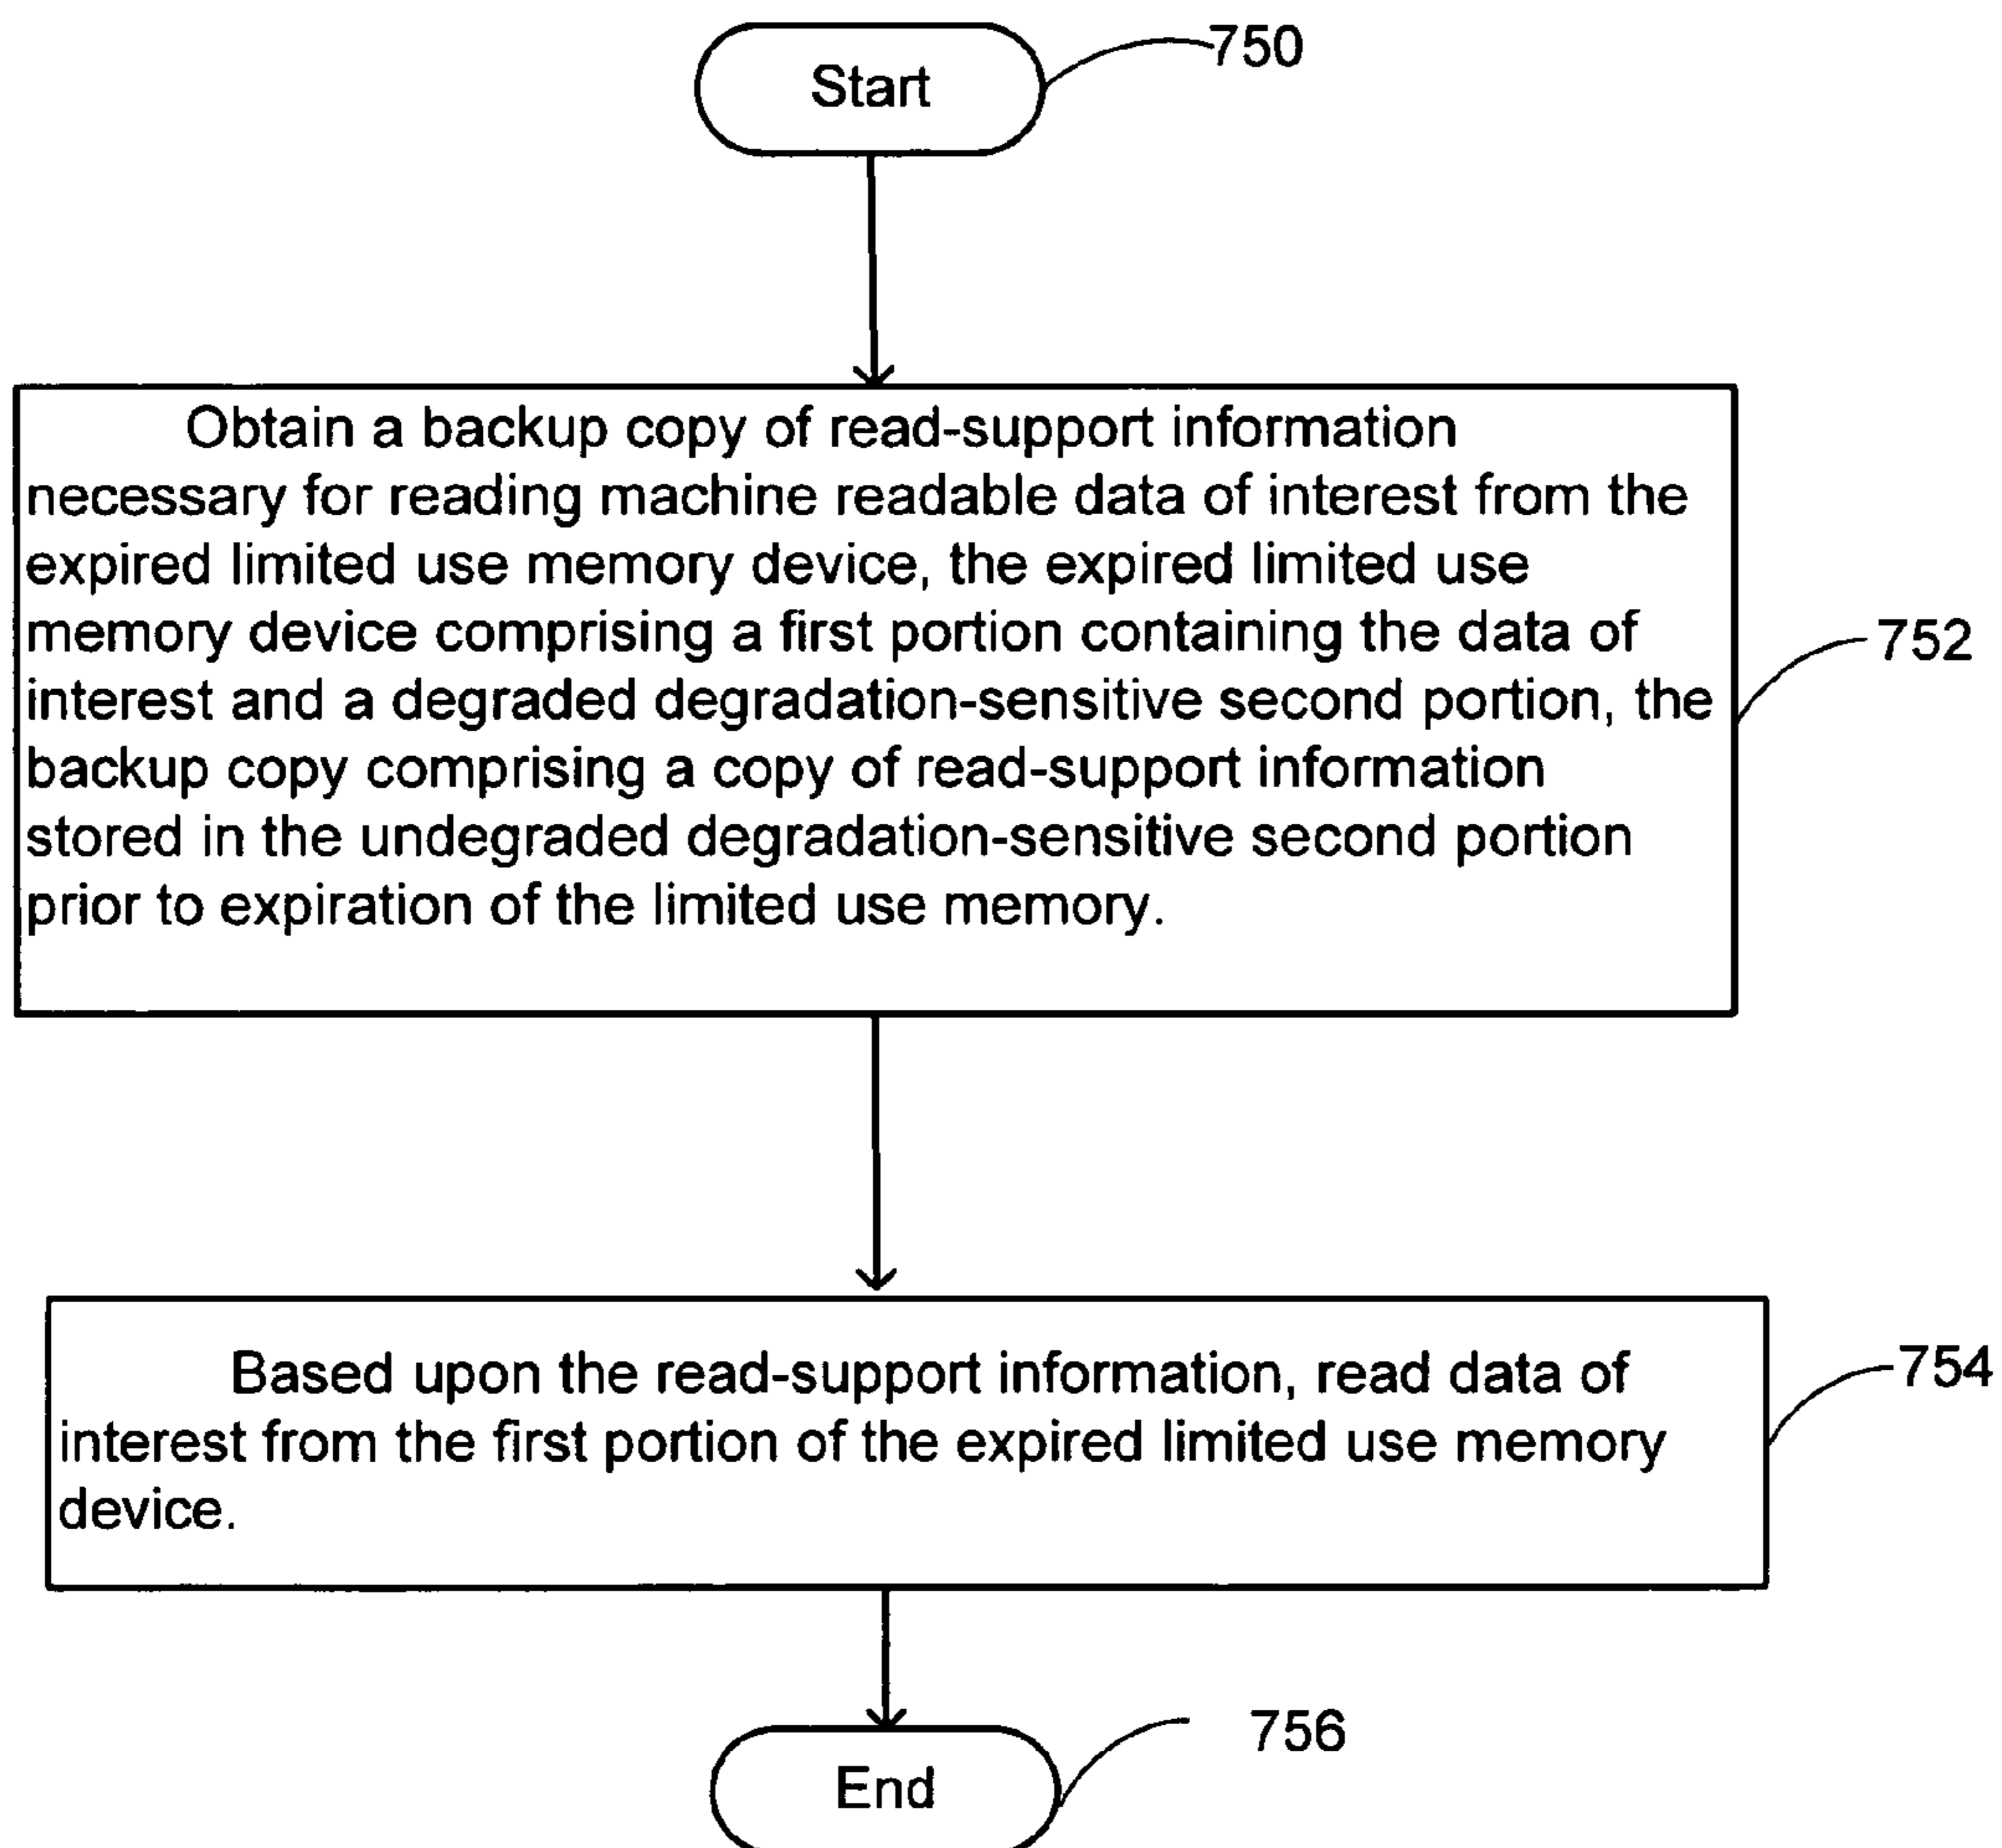 Start
750
Obtain a backup copy of read-support information
necessary for reading machine readable data of interest from the
expired limited use memory device, the expired limited use
memory device comprising a first portion containing the data of
interest and a degraded degradation-sensitive second portion, the
backup copy comprising a copy of read-support information
stored in the undegraded degradation-sensitive second portion
prior to expiration of the limited use memory.
752
Based upon the read-support information, read data of
interest from the first portion of the expired limited use memory
device.
754
End
756